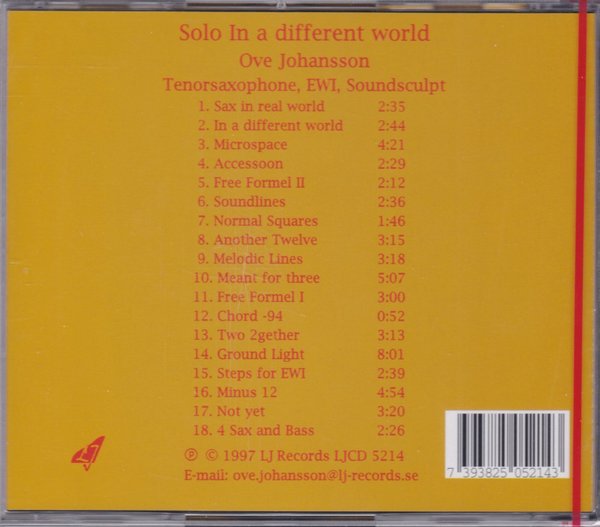 Solo In a different world
Ove Johansson
Tenorsaxophone, EWI, Soundsculpt
1. Sax in real world 2:35
2. In a different world 2:44
3. Microspace 4:21
4. Accessoon 2:29
5. Free Formel II 2:12
6. Soundlines 2:36
7. Normal Squares 1:46
8. Another Twelve 3:15
9. Melodic Lines 3:18
10. Meant for three 5:07
11. Free Formel I 3:00
12. Chord -94 0:52
13. Two 2gether 3:13
14. Ground Light 8:01
15. Steps for EWI 2:39
16. Minus 12 4:54
17. Not yet 3:20
18. 4 Sax and Bass 2:26
℗ © 1997 LJ Records LJCD 5214
E-mail: ove.johansson@lj-records.se
LJ
7 393825 052143